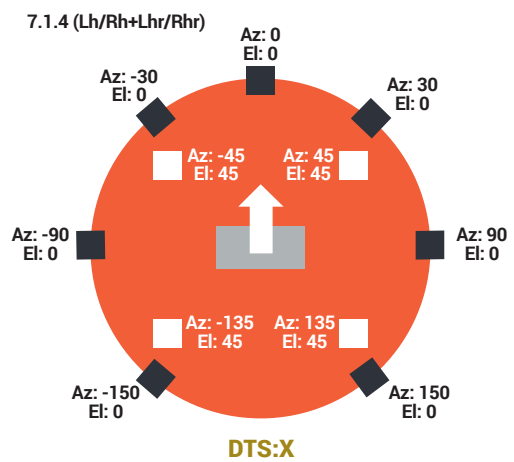 7.1.4 (Lh/Rh+Lhr/Rhr)
Az: 0
El: 0
Az: -30
El: 0
Az: 30
El: 0
Az: -45
El: 45
Az: 45
El: 45
Az: -90
El: 0
Az: 90
El: 0
Az: -135
El: 45
Az: 135
El: 45
Az: -150
El: 0
Az: 150
El: 0
DTS:X